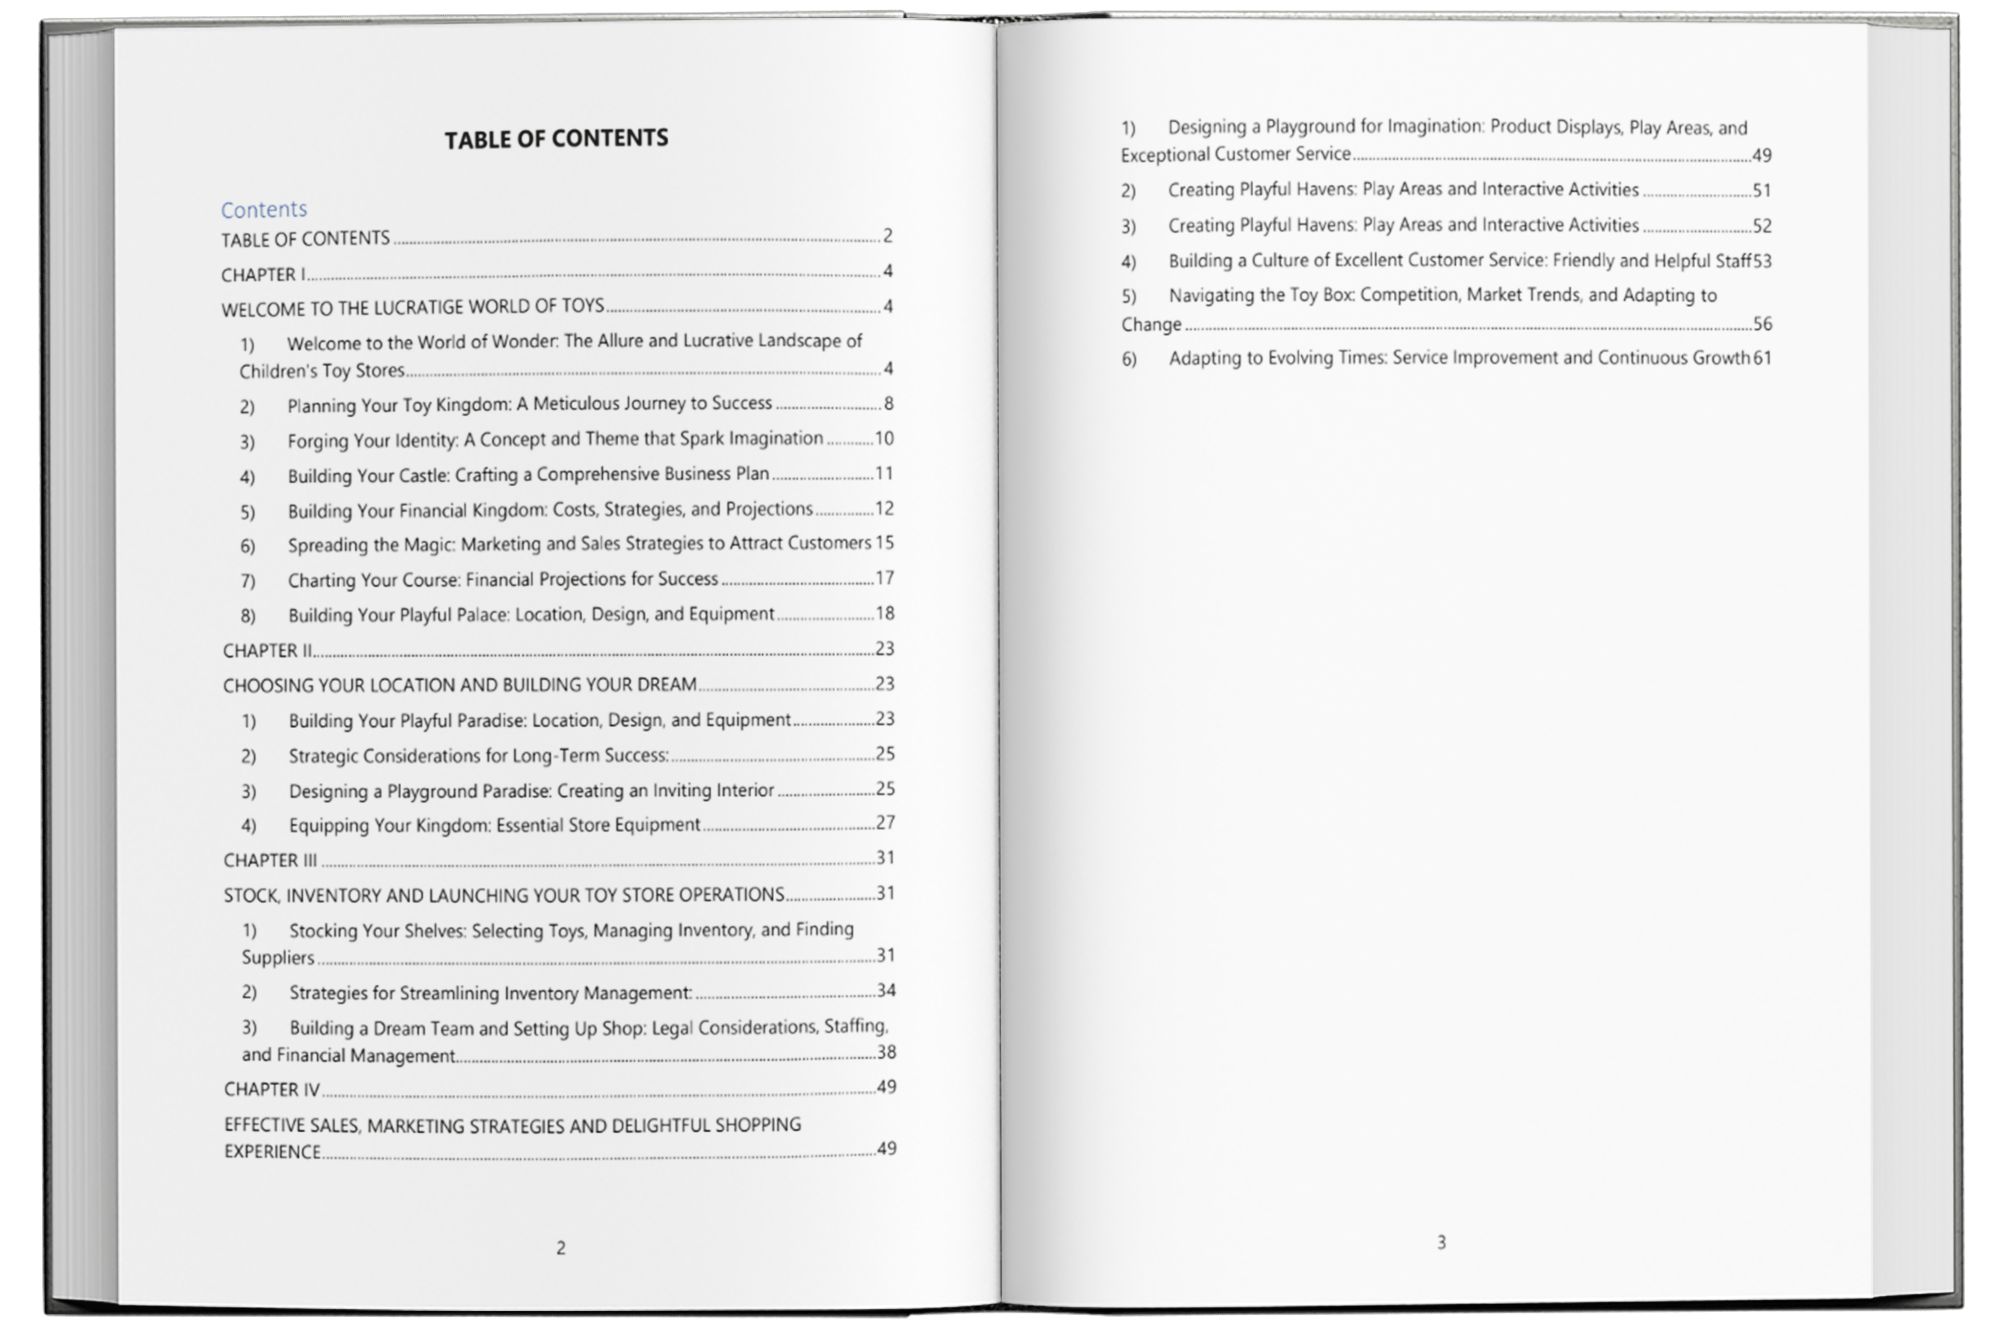 TABLE OF CONTENTS
Contents
TABLE OF CONTENTS 2
CHAPTER I 4
WELCOME TO THE LUCRATIGE WORLD OF TOYS 4
1) Welcome to the World of Wonder: The Allure and Lucrative Landscape of
Children's Toy Stores 4
2) Planning Your Toy Kingdom: A Meticulous Journey to Success 8
3) Forging Your Identity: A Concept and Theme that Spark Imagination 10
4) Building Your Castle: Crafting a Comprehensive Business Plan 11
5) Building Your Financial Kingdom: Costs, Strategies, and Projections 12
6) Spreading the Magic: Marketing and Sales Strategies to Attract Customers 15
7) Charting Your Course: Financial Projections for Success 17
8) Building Your Playful Palace: Location, Design, and Equipment 18
CHAPTER II 23
CHOOSING YOUR LOCATION AND BUILDING YOUR DREAM 23
1) Building Your Playful Paradise: Location, Design, and Equipment 23
2) Strategic Considerations for Long-Term Success: 25
3) Designing a Playground Paradise: Creating an Inviting Interior 25
4) Equipping Your Kingdom: Essential Store Equipment 27
CHAPTER III 31
STOCK, INVENTORY AND LAUNCHING YOUR TOY STORE OPERATIONS 31
1) Stocking Your Shelves: Selecting Toys, Managing Inventory, and Finding
Suppliers 31
2) Strategies for Streamlining Inventory Management: 34
3) Building a Dream Team and Setting Up Shop: Legal Considerations, Staffing,
and Financial Management 38
CHAPTER IV 49
EFFECTIVE SALES, MARKETING STRATEGIES AND DELIGHTFUL SHOPPING
EXPERIENCE 49
2
1) Designing a Playground for Imagination: Product Displays, Play Areas, and
Exceptional Customer Service 49
2) Creating Playful Havens: Play Areas and Interactive Activities 51
3) Creating Playful Havens: Play Areas and Interactive Activities 52
4) Building a Culture of Excellent Customer Service: Friendly and Helpful Staff 53
5) Navigating the Toy Box: Competition, Market Trends, and Adapting to
Change 56
6) Adapting to Evolving Times: Service Improvement and Continuous Growth 61
3